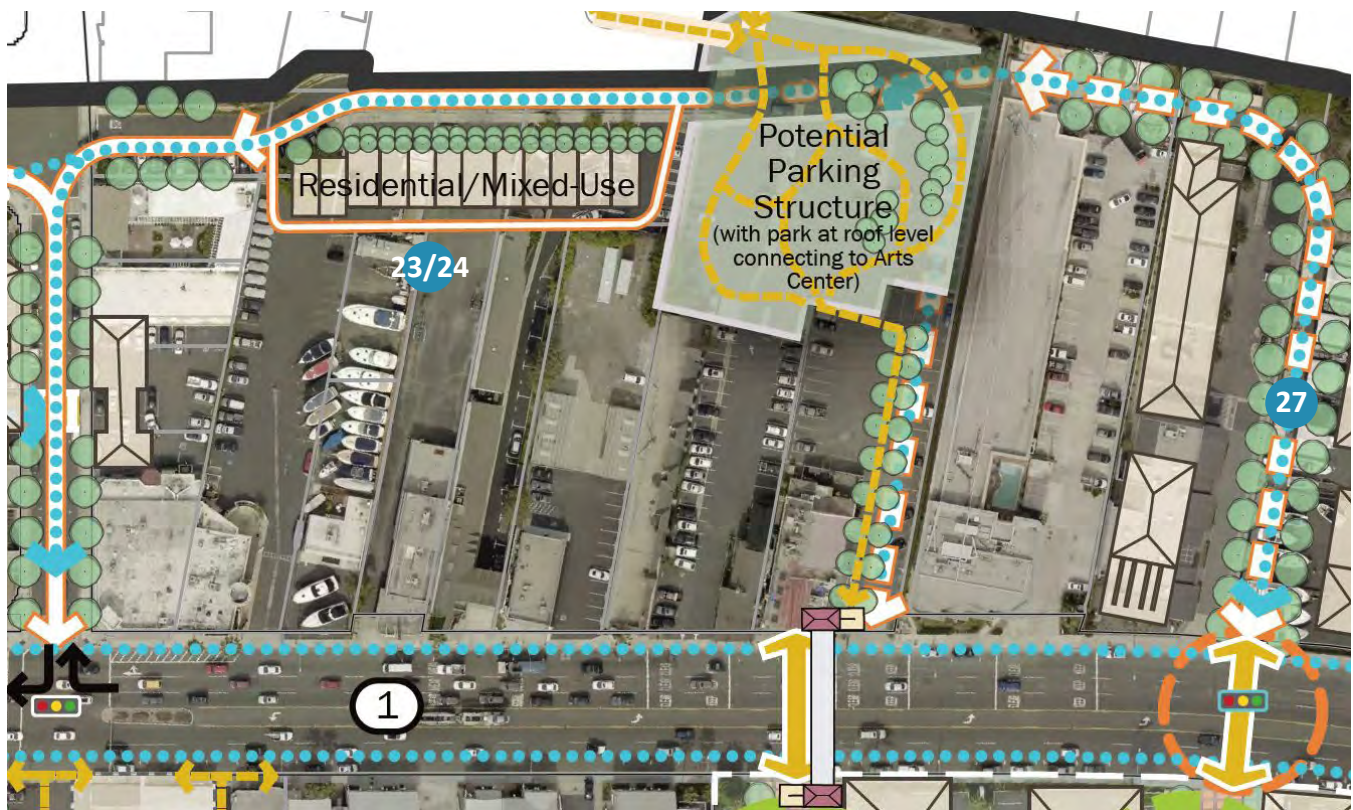 Potential
Parking
Structure
(with park at roof level
connecting to Arts
Center)
Residential/Mixed-Use
23/24
27
1